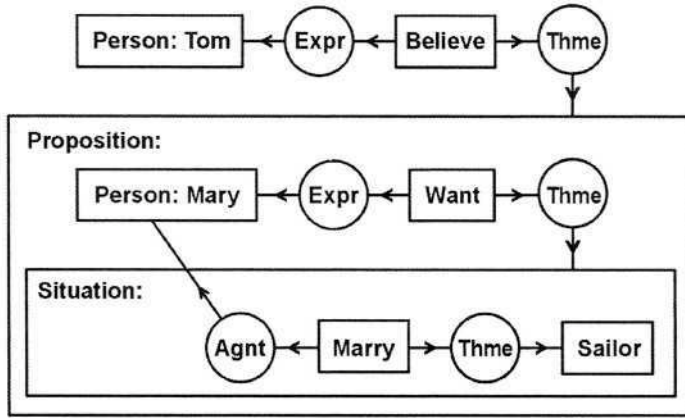 Person: Tom Expr Believe Thme
Proposition:
Person: Mary Expr Want Thme
Situation:
Agnt Marry Thme Sailor